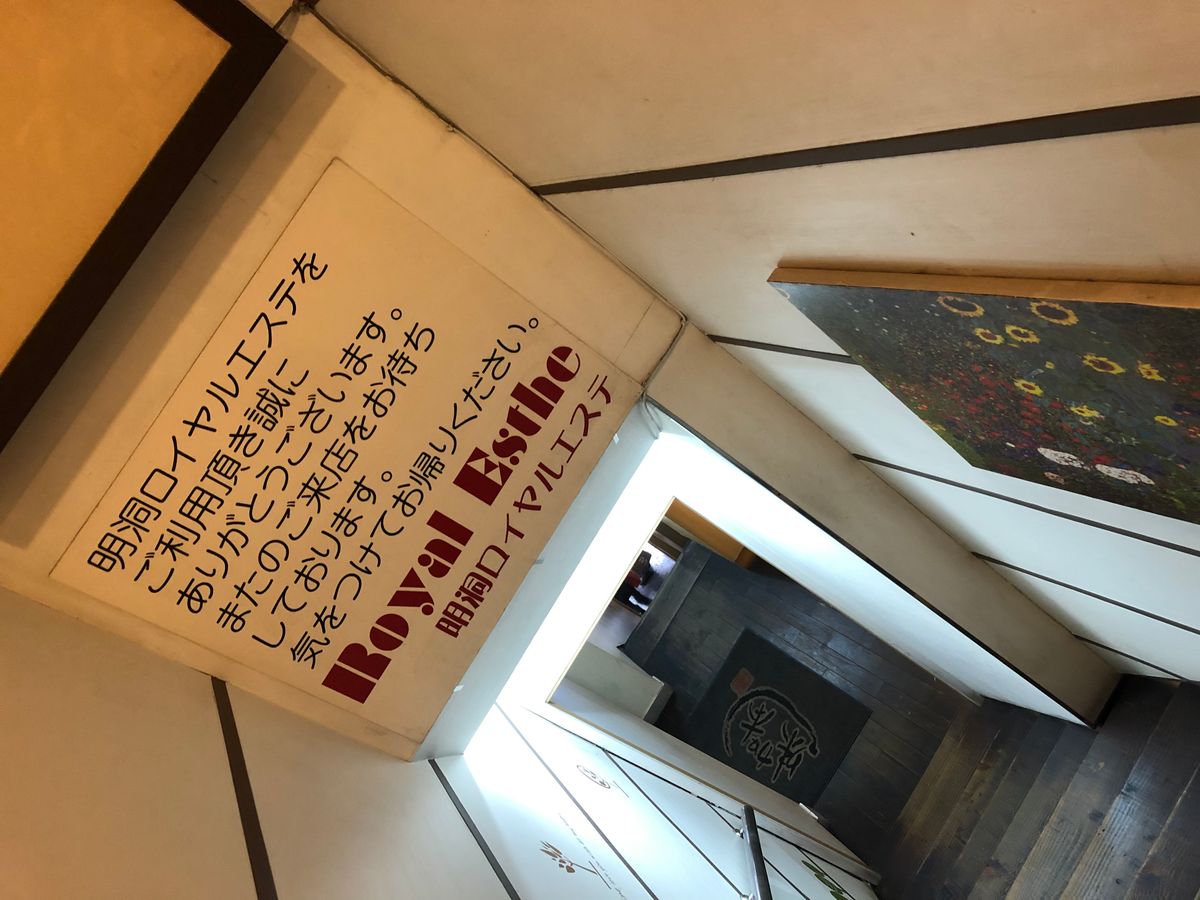 明洞ロイヤルエステを
ご利用頂き誠に
ありがとうございます。
またのご来店をお待ち
しております。
気をつけてお帰りください。
Royal Esthe
明洞ロイヤルエステ